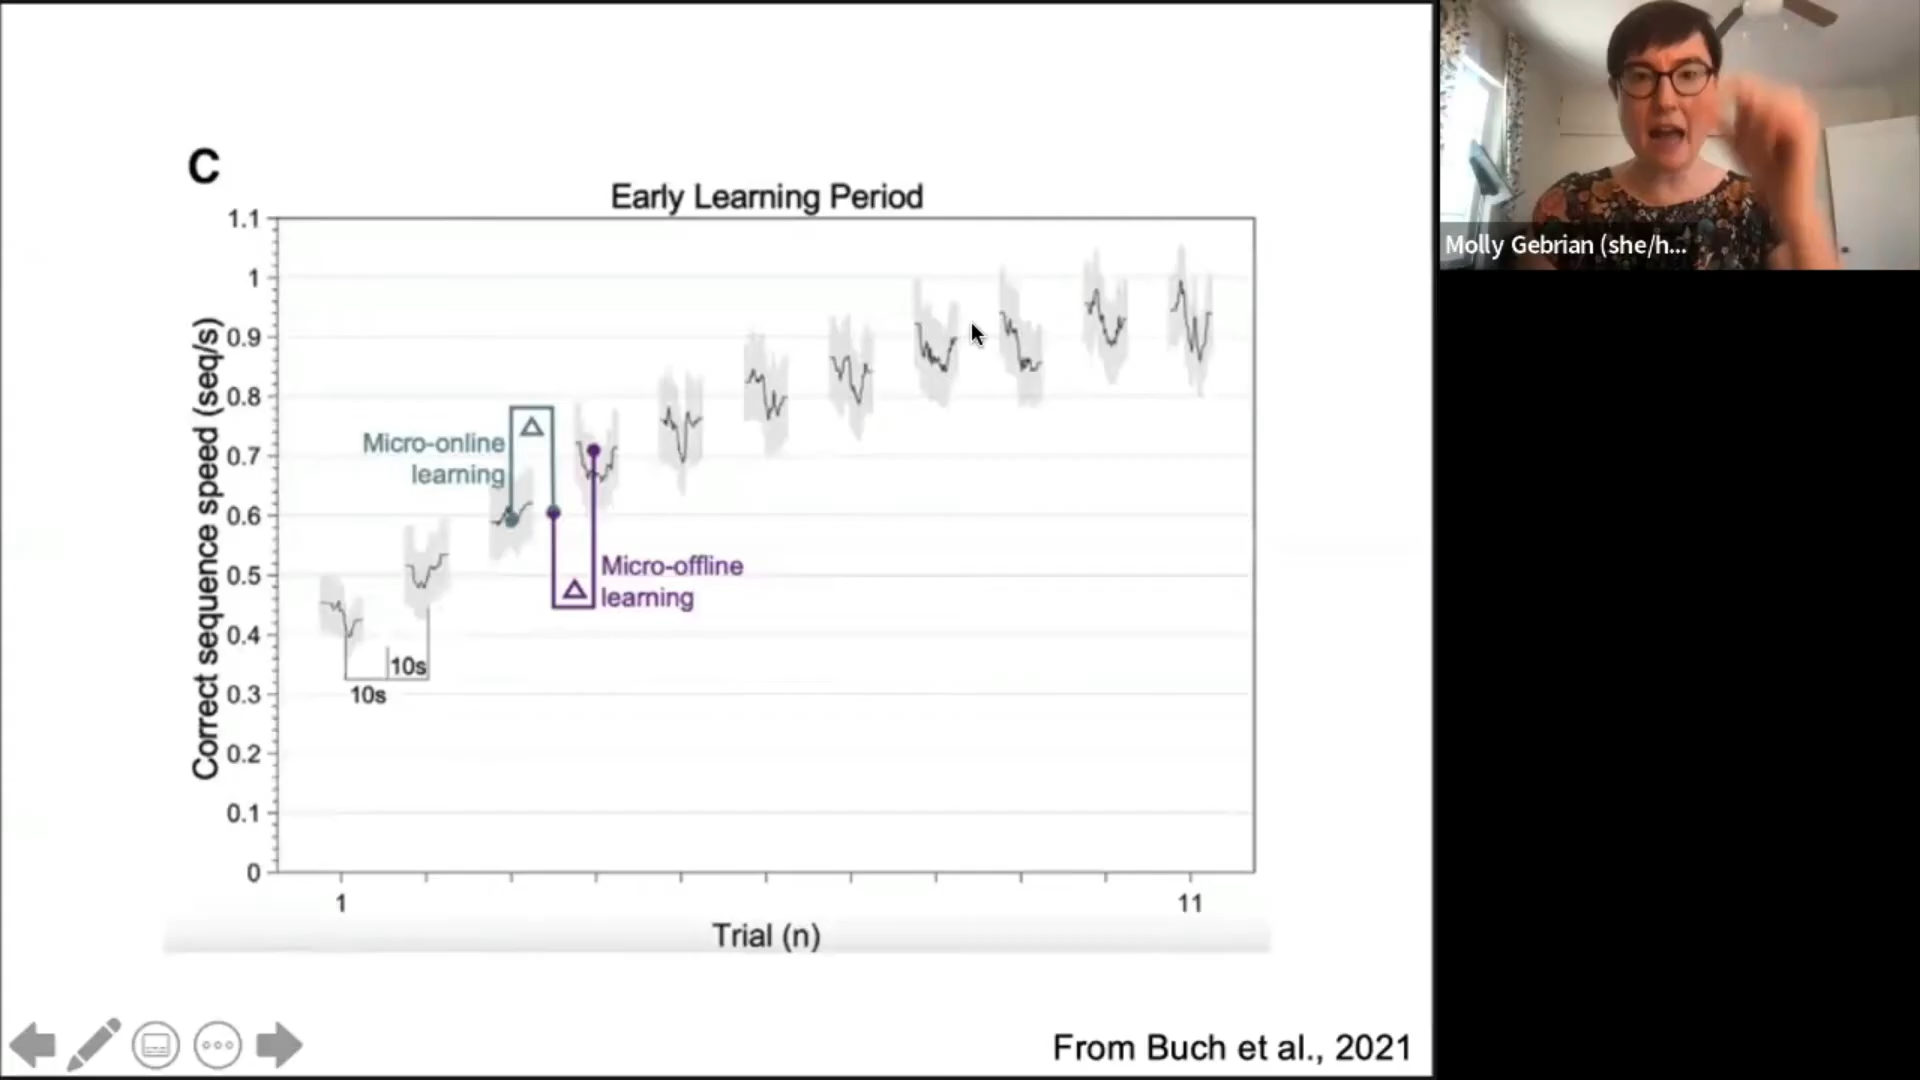 C
Early Learning Period
Correct sequence speed (seq/s)
1.1
1
0.9
0.8
0.7
0.6
0.5
0.4
0.3
0.2
0.1
0
Micro-online
learning
Micro-offline
learning
10s
10s
1
11
Trial (n)
From Buch et al., 2021
Molly Gebrian (she/h...